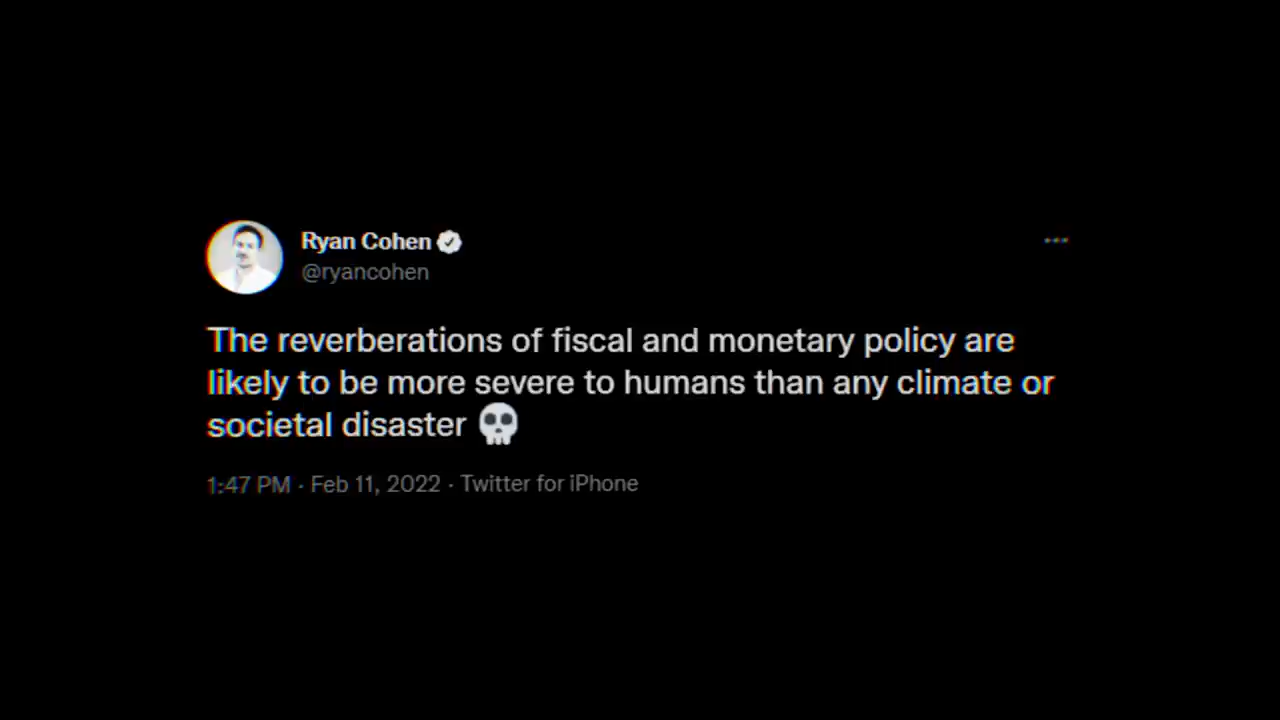 Ryan Cohen
@ryancohen
The reverberations of fiscal and monetary policy are
likely to be more severe to humans than any climate or
societal disaster 💀
1:47 PM · Feb 11, 2022 · Twitter for iPhone